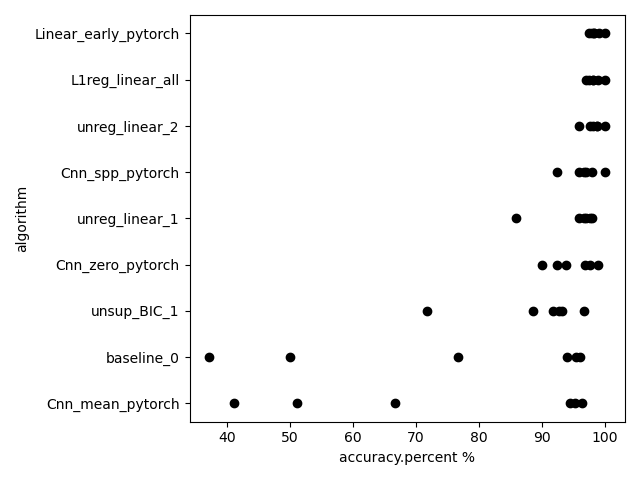 Linear_early_pytorch
L1reg_linear_all
unreg_linear_2
Cnn_spp_pytorch
unreg_linear_1
Cnn_zero_pytorch
unsup_BIC_1
baseline_0
Cnn_mean_pytorch
algorithm
40 50 60 70 80 90 100
accuracy.percent %